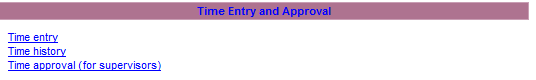 Time Entry and Approval
Time entry
Time history
Time approval (for supervisors)